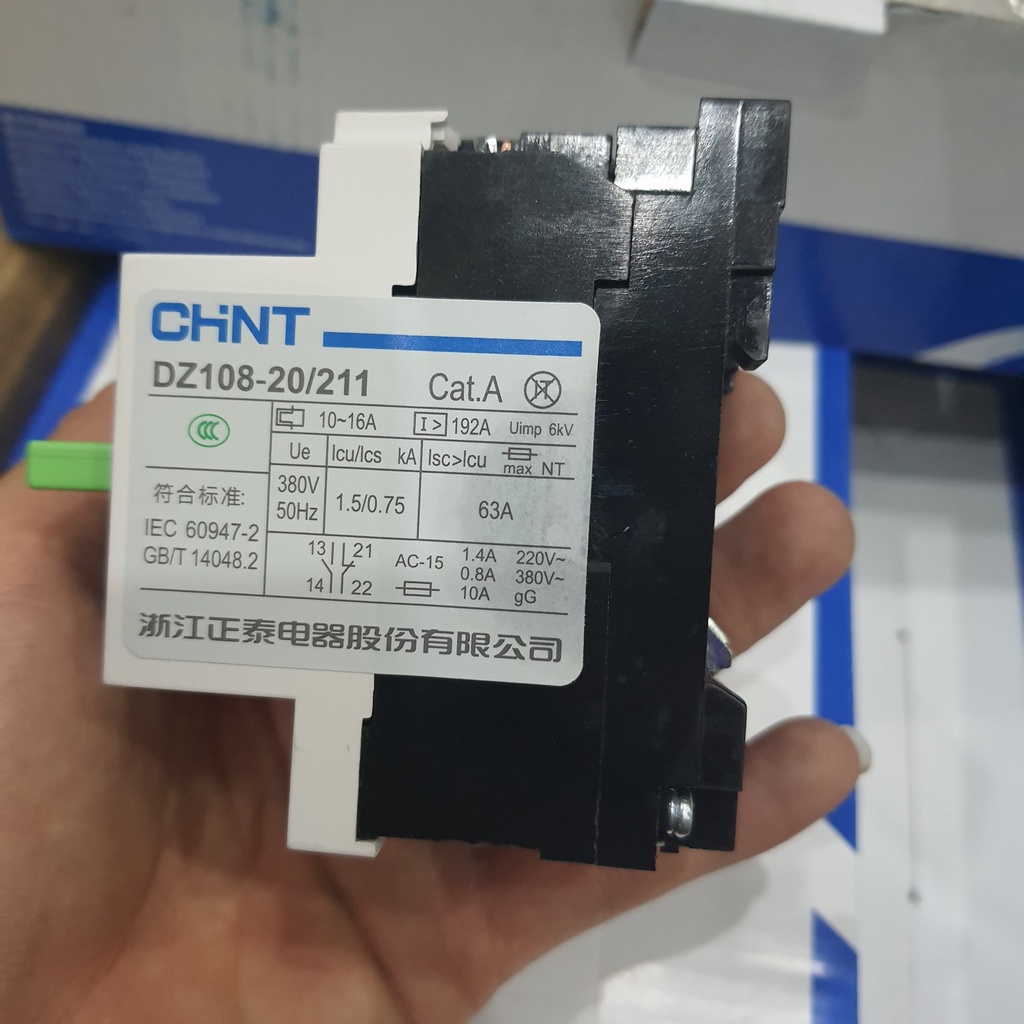 CHNT
DZ108-20/211 Cat.A
CCC 10~16A I> 192A Uimp 6kV
Ue Icu/Ics kA Isc>Icu max NT
符合标准: 380V 50Hz 1.5/0.75 63A
IEC 60947-2
GB/T 14048.2
13 21 AC-15 1.4A 220V~
0.8A 380V~
14 22 10A gG
浙江正泰电器股份有限公司